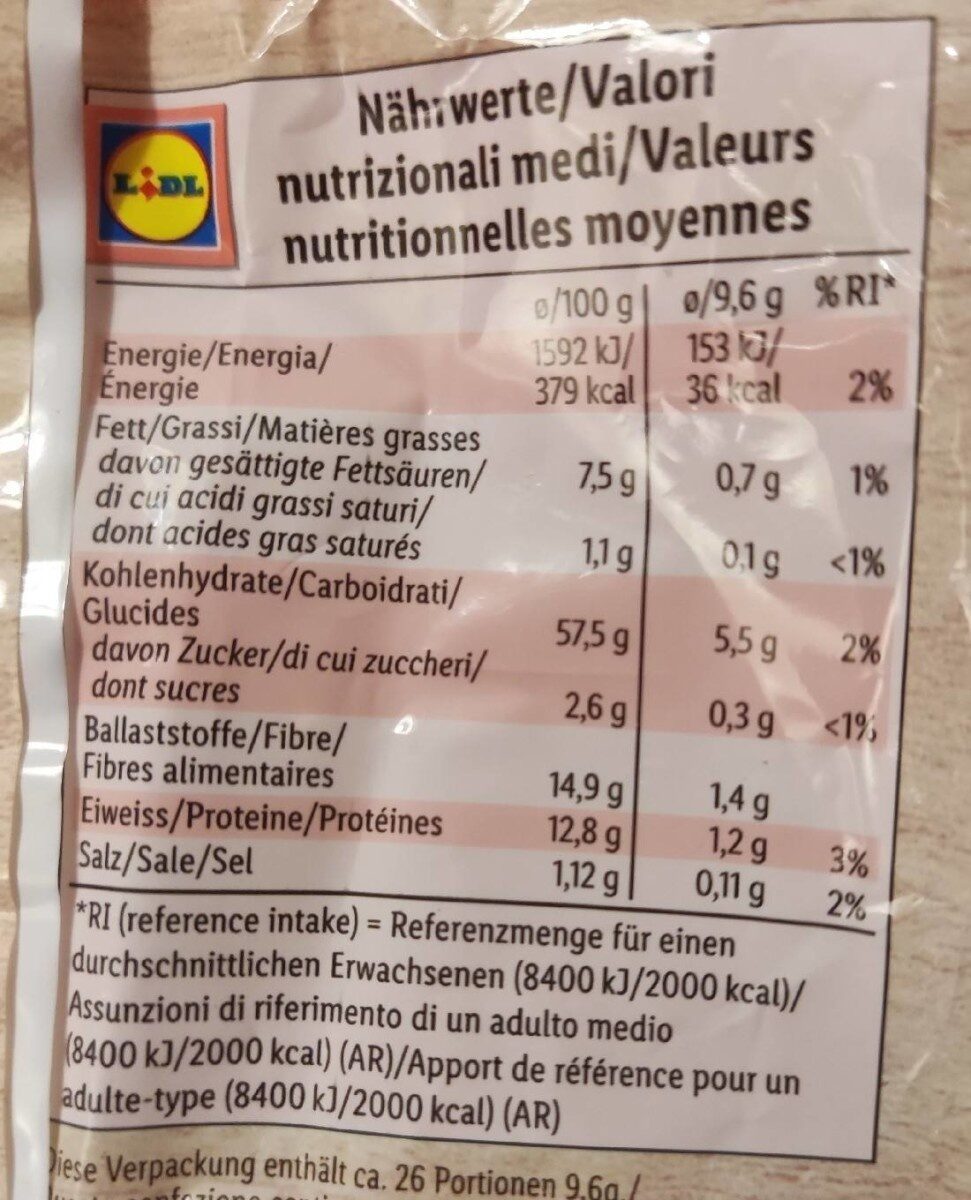 LIDL
Nährwerte/Valori
nutrizionali medi/Valeurs
nutritionnelles moyennes
ø/100 g ø/9,6 g %RI*
Energie/Energia/ 1592 kJ/ 153 kJ/
Énergie 379 kcal 36 kcal 2%
Fett/Grassi/Matières grasses 7,5 g 0,7 g 1%
davon gesättigte Fettsäuren/
di cui acidi grassi saturi/
dont acides gras saturés 1,1 g 0,1 g <1%
Kohlenhydrate/Carboidrati/
Glucides 57,5 g 5,5 g 2%
davon Zucker/di cui zuccheri/
dont sucres 2,6 g 0,3 g <1%
Ballaststoffe/Fibre/
Fibres alimentaires 14,9 g 1,4 g
Eiweiss/Proteine/Protéines 12,8 g 1,2 g 3%
Salz/Sale/Sel 1,12 g 0,11 g 2%
*RI (reference intake) = Referenzmenge für einen
durchschnittlichen Erwachsenen (8400 kJ/2000 kcal)/
Assunzioni di riferimento di un adulto medio
(8400 kJ/2000 kcal) (AR)/Apport de référence pour un
adulte-type (8400 kJ/2000 kcal) (AR)
Diese Verpackung enthält ca. 26 Portionen 9,6g./